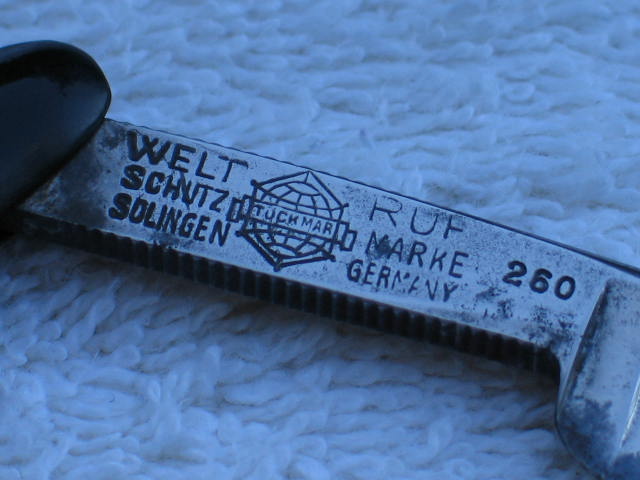 WELT RUF
SCHUTZ MARKE
SOLINGEN GERMANY
TUCKMAR
260